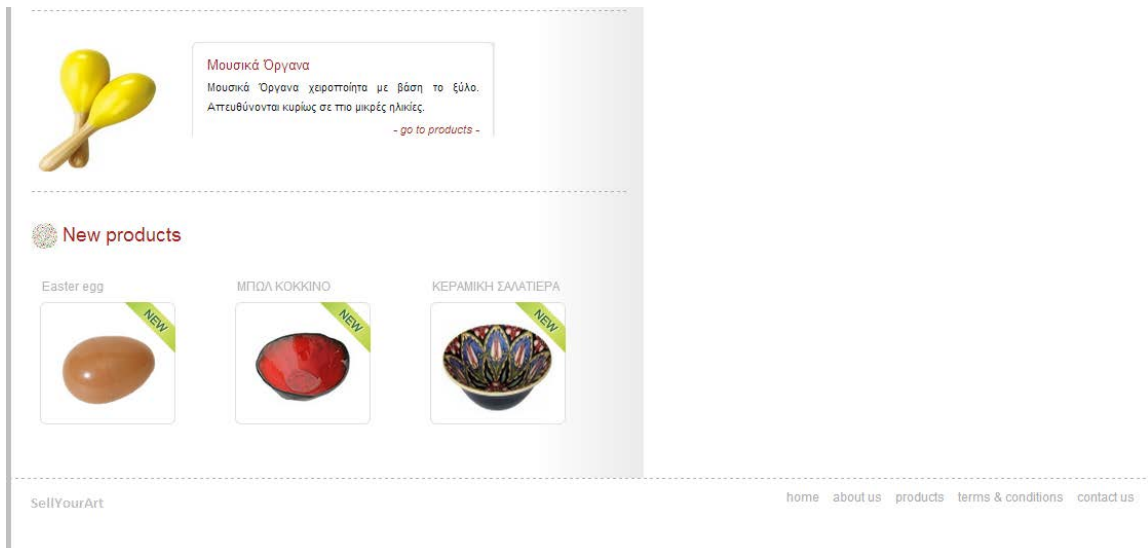 Μουσικά Όργανα
Μουσικά Όργανα χειροποίητα με βάση το ξύλο.
Απευθύνονται κυρίως σε πιο μικρές ηλικίες.
- go to products -
New products
Easter egg
ΜΠΩΛ ΚΟΚΚΙΝΟ
ΚΕΡΑΜΙΚΗ ΣΑΛΑΤΙΕΡΑ
NEW
NEW
NEW
SellYourArt
home about us products terms & conditions contact us